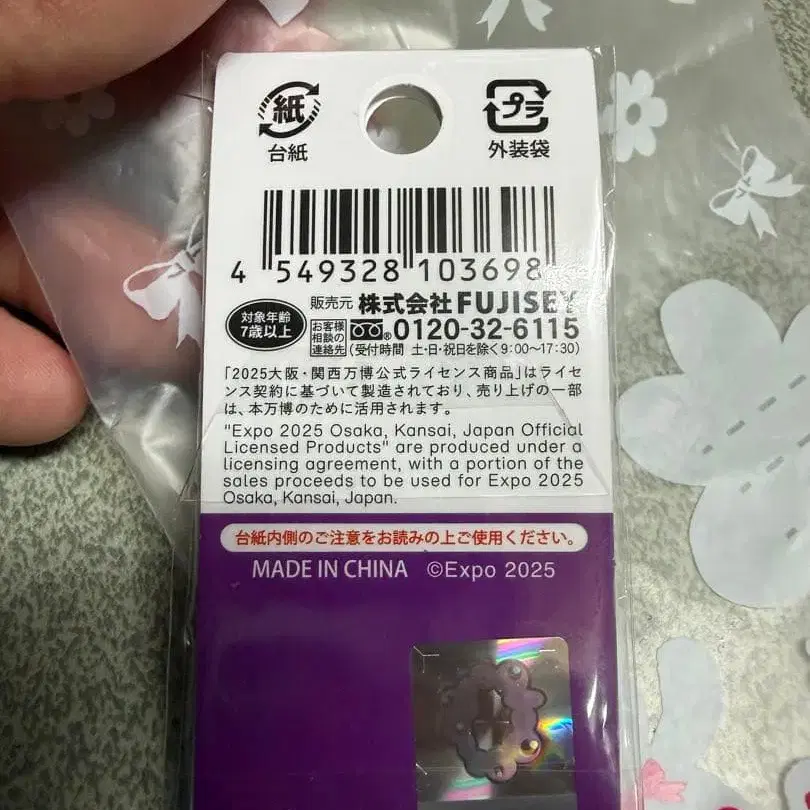 紙
台紙
プラ
外装袋
4 549328 103698
対象年齢
7歳以上
販売元 株式会社 FUJISEY
お客様
相談の
連絡先
0120-32-6115
(受付時間 土・日・祝日を除く9:00~17:30)
「2025大阪・関西万博公式ライセンス商品」はライセ
ンス契約に基づいて製造されており、売り上げの一部
は、本万博のために活用されます。
"Expo 2025 Osaka, Kansai, Japan Official
Licensed Products" are produced under a
licensing agreement, with a portion of the
sales proceeds to be used for Expo 2025
Osaka, Kansai, Japan.
台紙内側のご注意をお読みの上ご使用ください。
MADE IN CHINA ©Expo 2025